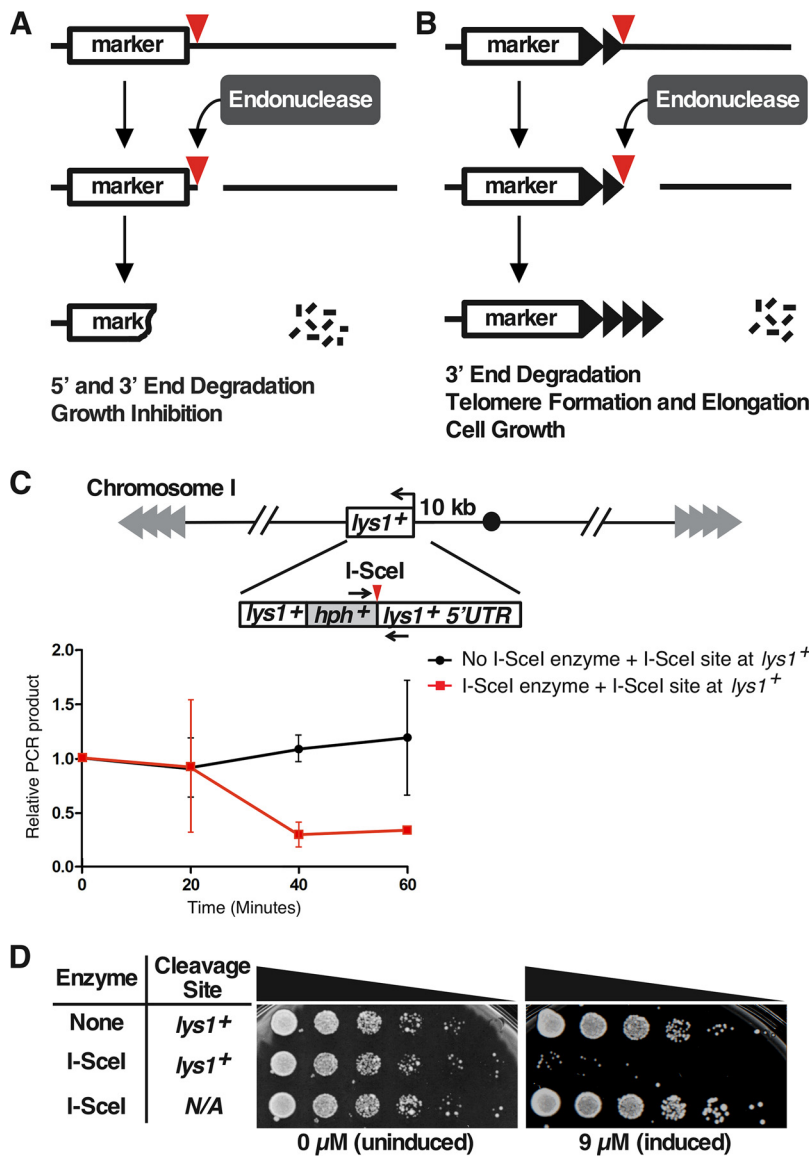 A
marker
Endonuclease
marker
mark
5’ and 3’ End Degradation
Growth Inhibition
B
marker
Endonuclease
marker
marker
3’ End Degradation
Telomere Formation and Elongation
Cell Growth
C
Chromosome I
lys1+
10 kb
I-SceI
lys1+ hph+ lys1+ 5’UTR
Relative PCR product
2.0
1.5
1.0
0.5
0.0
0 20 40 60
Time (Minutes)
No I-SceI enzyme + I-SceI site at lys1+
I-SceI enzyme + I-SceI site at lys1+
D
Enzyme Cleavage Site
None lys1+
I-SceI lys1+
I-SceI N/A
0 µM (uninduced)
9 µM (induced)